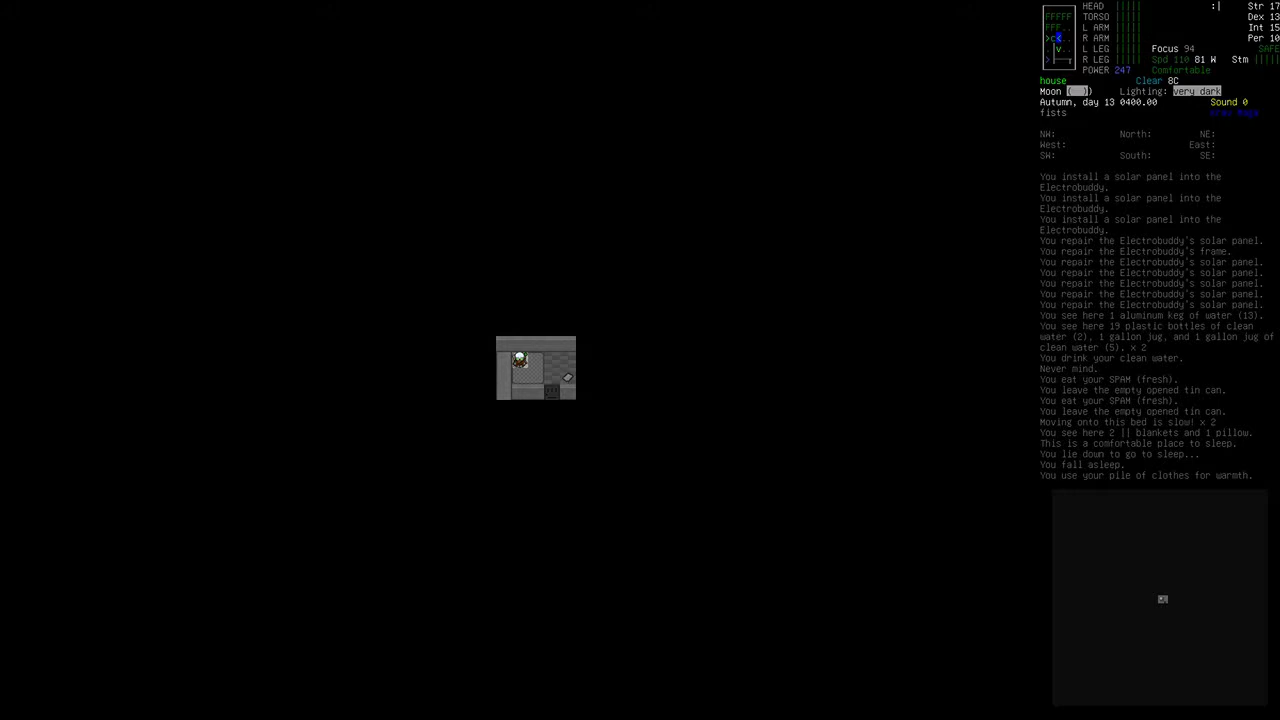 HEAD :| Str 17
FFFFF TORSO Dex 13
FFF.. L ARM Int 15
>c<.. R ARM Per 10
.|v.. L LEG Focus 94 SAFE
R LEG Spd 110 81 W Stm |||||
POWER 247 Comfortable
house Clear 8C
Moon ( ) Lighting: very dark
Autumn, day 13 0400.00 Sound 0
fists
NW: North: NE:
West: East:
SW: South: SE:
You install a solar panel into the
Electrobuddy.
You install a solar panel into the
Electrobuddy.
You install a solar panel into the
Electrobuddy.
You repair the Electrobuddy's solar panel.
You repair the Electrobuddy's frame.
You repair the Electrobuddy's solar panel.
You repair the Electrobuddy's solar panel.
You repair the Electrobuddy's solar panel.
You repair the Electrobuddy's solar panel.
You repair the Electrobuddy's solar panel.
You see here 1 aluminum keg of water (13).
You see here 19 plastic bottles of clean
water (2), 1 gallon jug, and 1 gallon jug of
clean water (5). x 2
You drink your clean water.
Never mind.
You eat your SPAM (fresh).
You leave the empty opened tin can.
You eat your SPAM (fresh).
You leave the empty opened tin can.
Moving onto this bed is slow! x 2
You see here 2 || blankets and 1 pillow.
This is a comfortable place to sleep.
You lie down to go to sleep...
You fall asleep.
You use your pile of clothes for warmth.